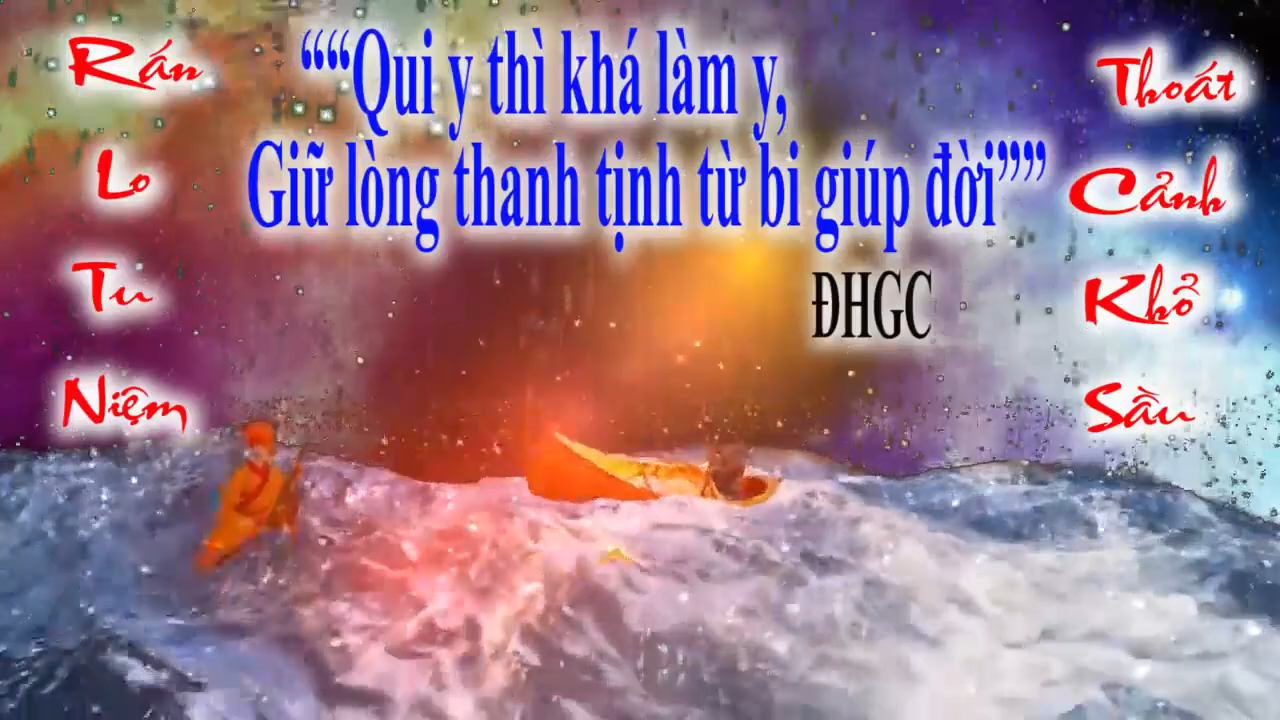 Rấn
Lo
Tu
Niệm
““Qui y thì khá làm y,
Giữ lòng thanh tịnh từ bi giúp đời””
ĐHGC
Thoát
Cảnh
Khổ
Sầu